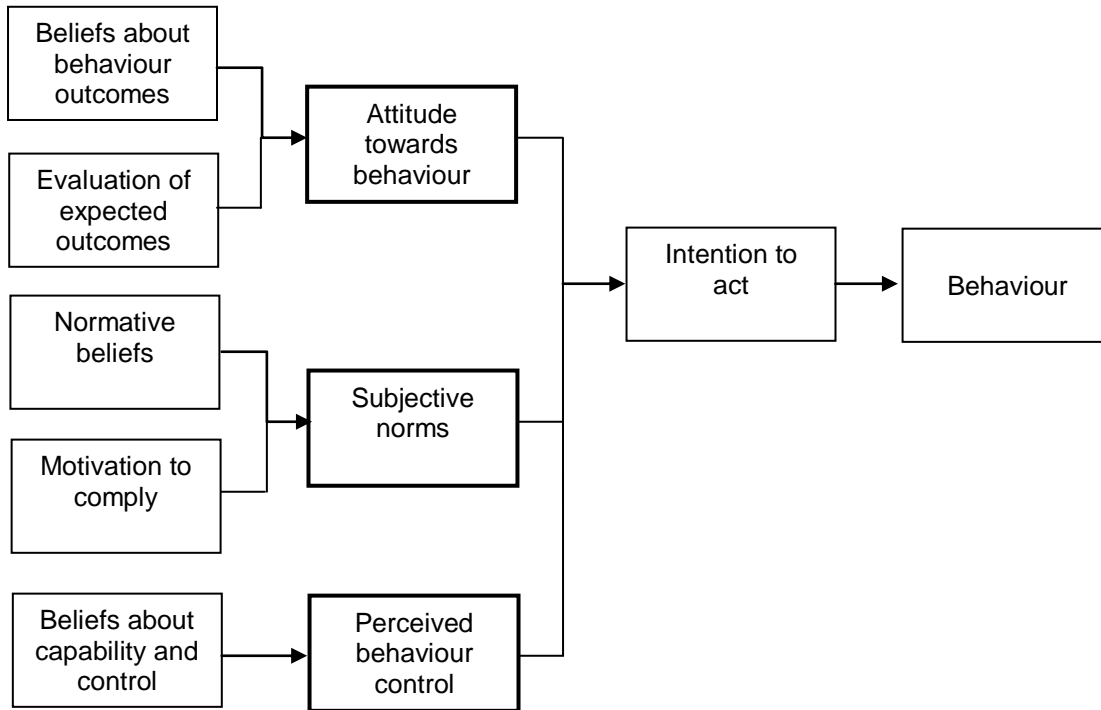 Beliefs about
behaviour
outcomes
Evaluation of
expected
outcomes
Normative
beliefs
Motivation to
comply
Beliefs about
capability and
control
Attitude
towards
behaviour
Subjective
norms
Perceived
behaviour
control
Intention to
act
Behaviour